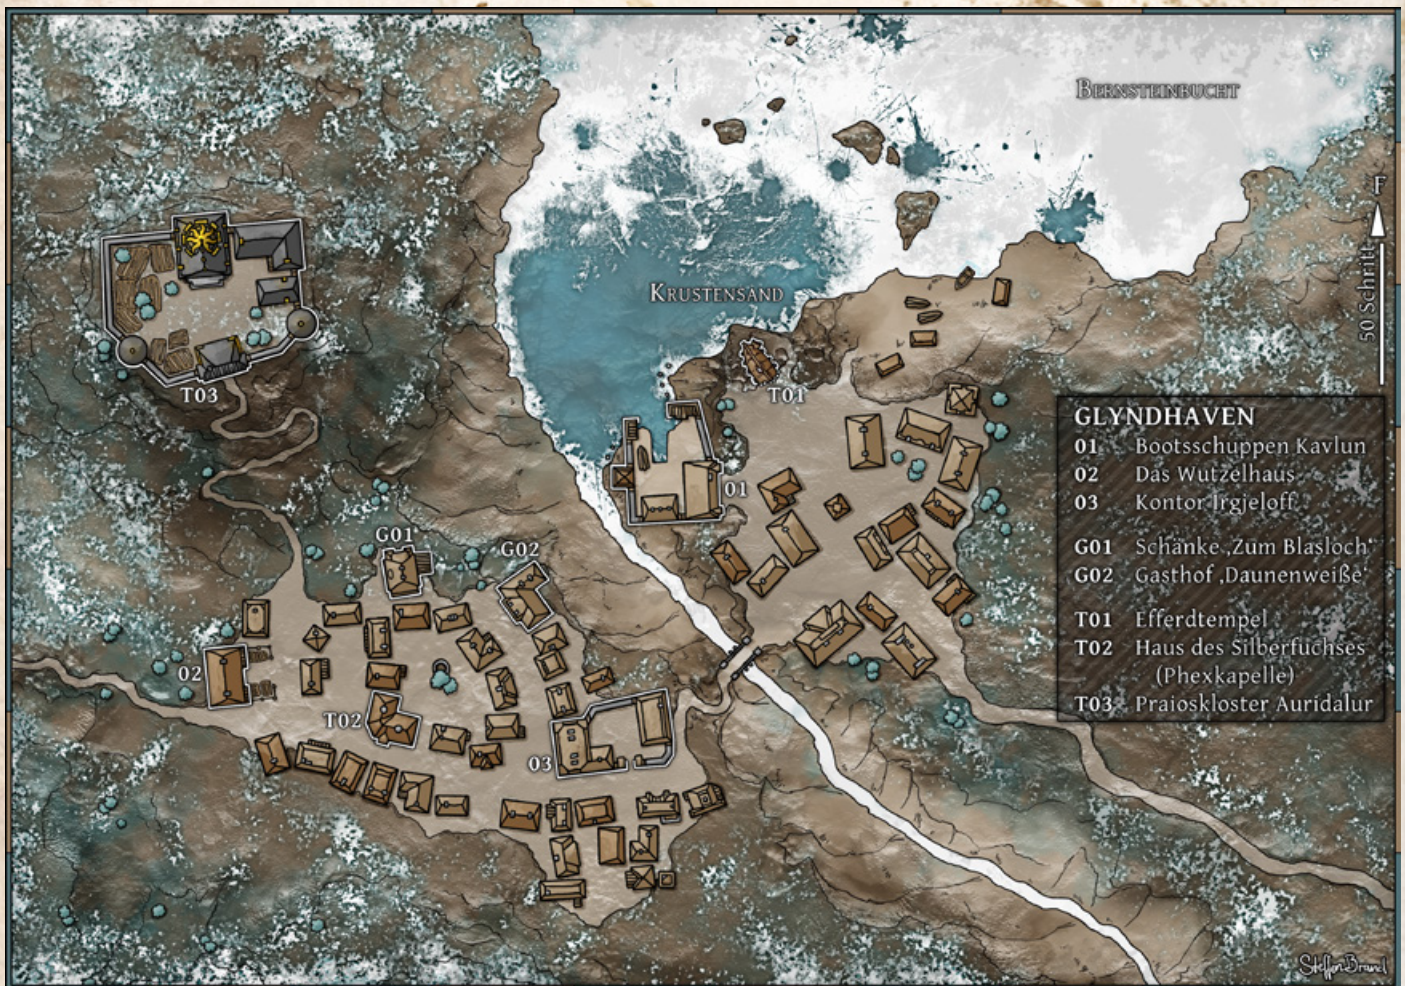 BERNSTEINBUCHT
F
50 Schritt
KRUSTENSAND
T01
T03
01
G01
G02
02
T02
03
GLYNDHAVEN
01 Bootsschuppen Kavlun
02 Das Wutzelhaus
03 Kontor Irgjeloff
G01 Schänke ‚Zum Blasloch‘
G02 Gasthof ‚Daunenweiße‘
T01 Efferdtempel
T02 Haus des Silberfuchses
(Phexkapelle)
T03 Praioskloster Auridalur
Steffen Brand